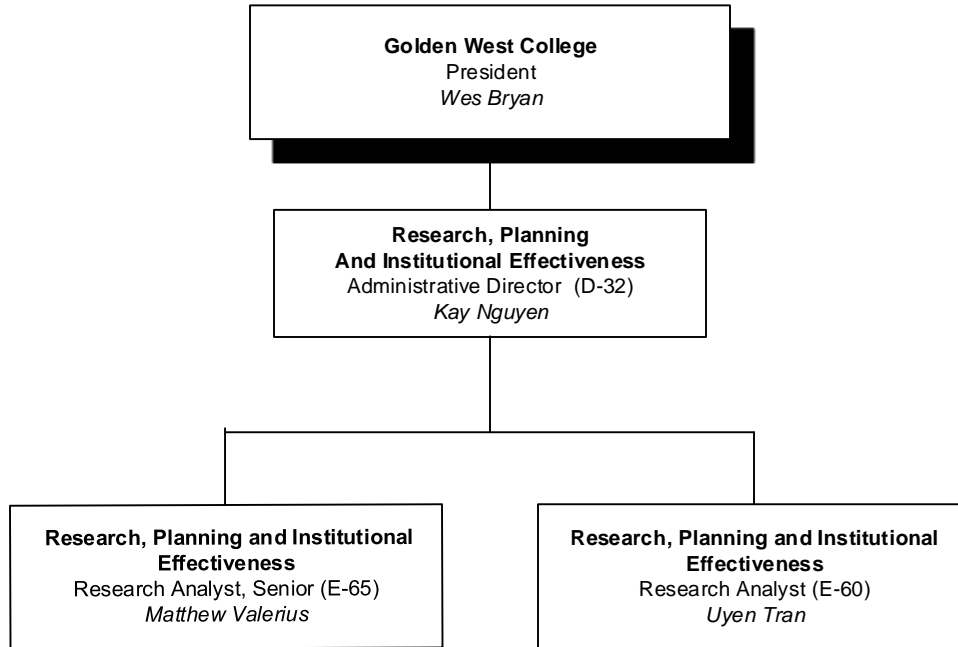 Golden West College
President
Wes Bryan
Research, Planning
And Institutional Effectiveness
Administrative Director (D-32)
Kay Nguyen
Research, Planning and Institutional
Effectiveness
Research Analyst, Senior (E-65)
Matthew Valerius
Research, Planning and Institutional
Effectiveness
Research Analyst (E-60)
Uyen Tran